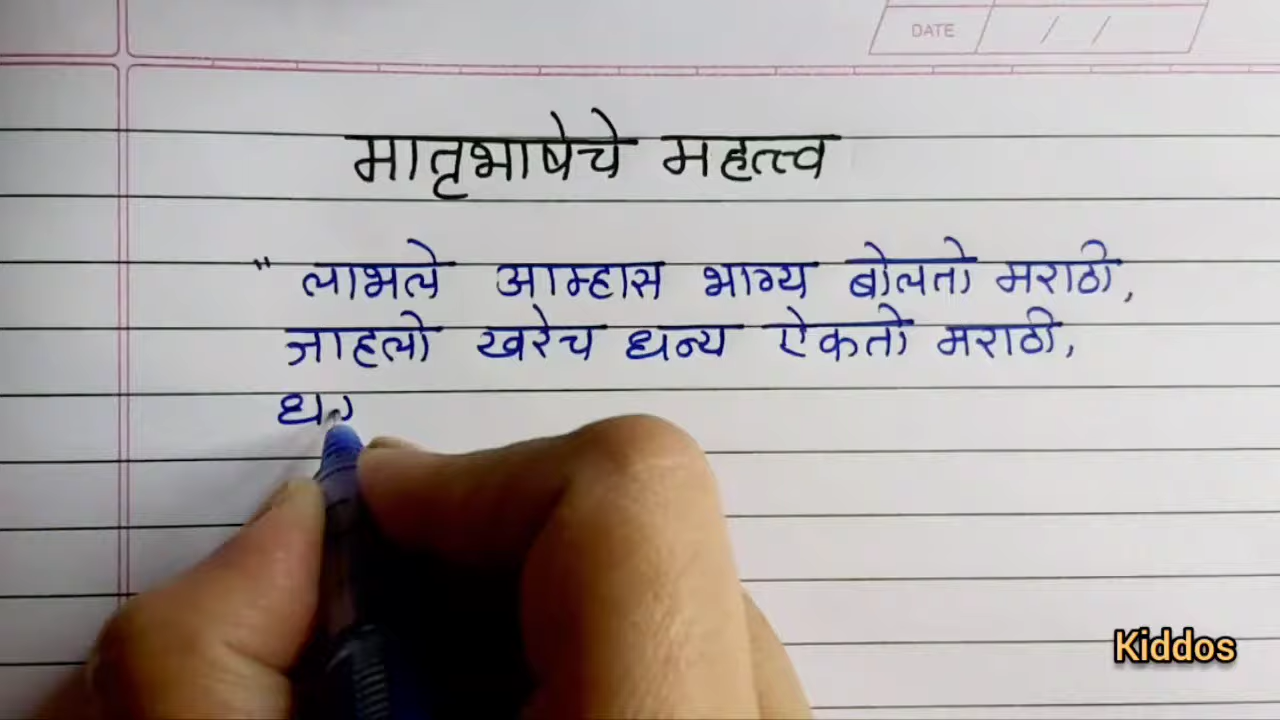 DATE / /
मातृभाषेचे महत्त्व
" लाभले आम्हास भाग्य बोलतो मराठी,
जाहलो खरेच धन्य ऐकतो मराठी,
Kiddos